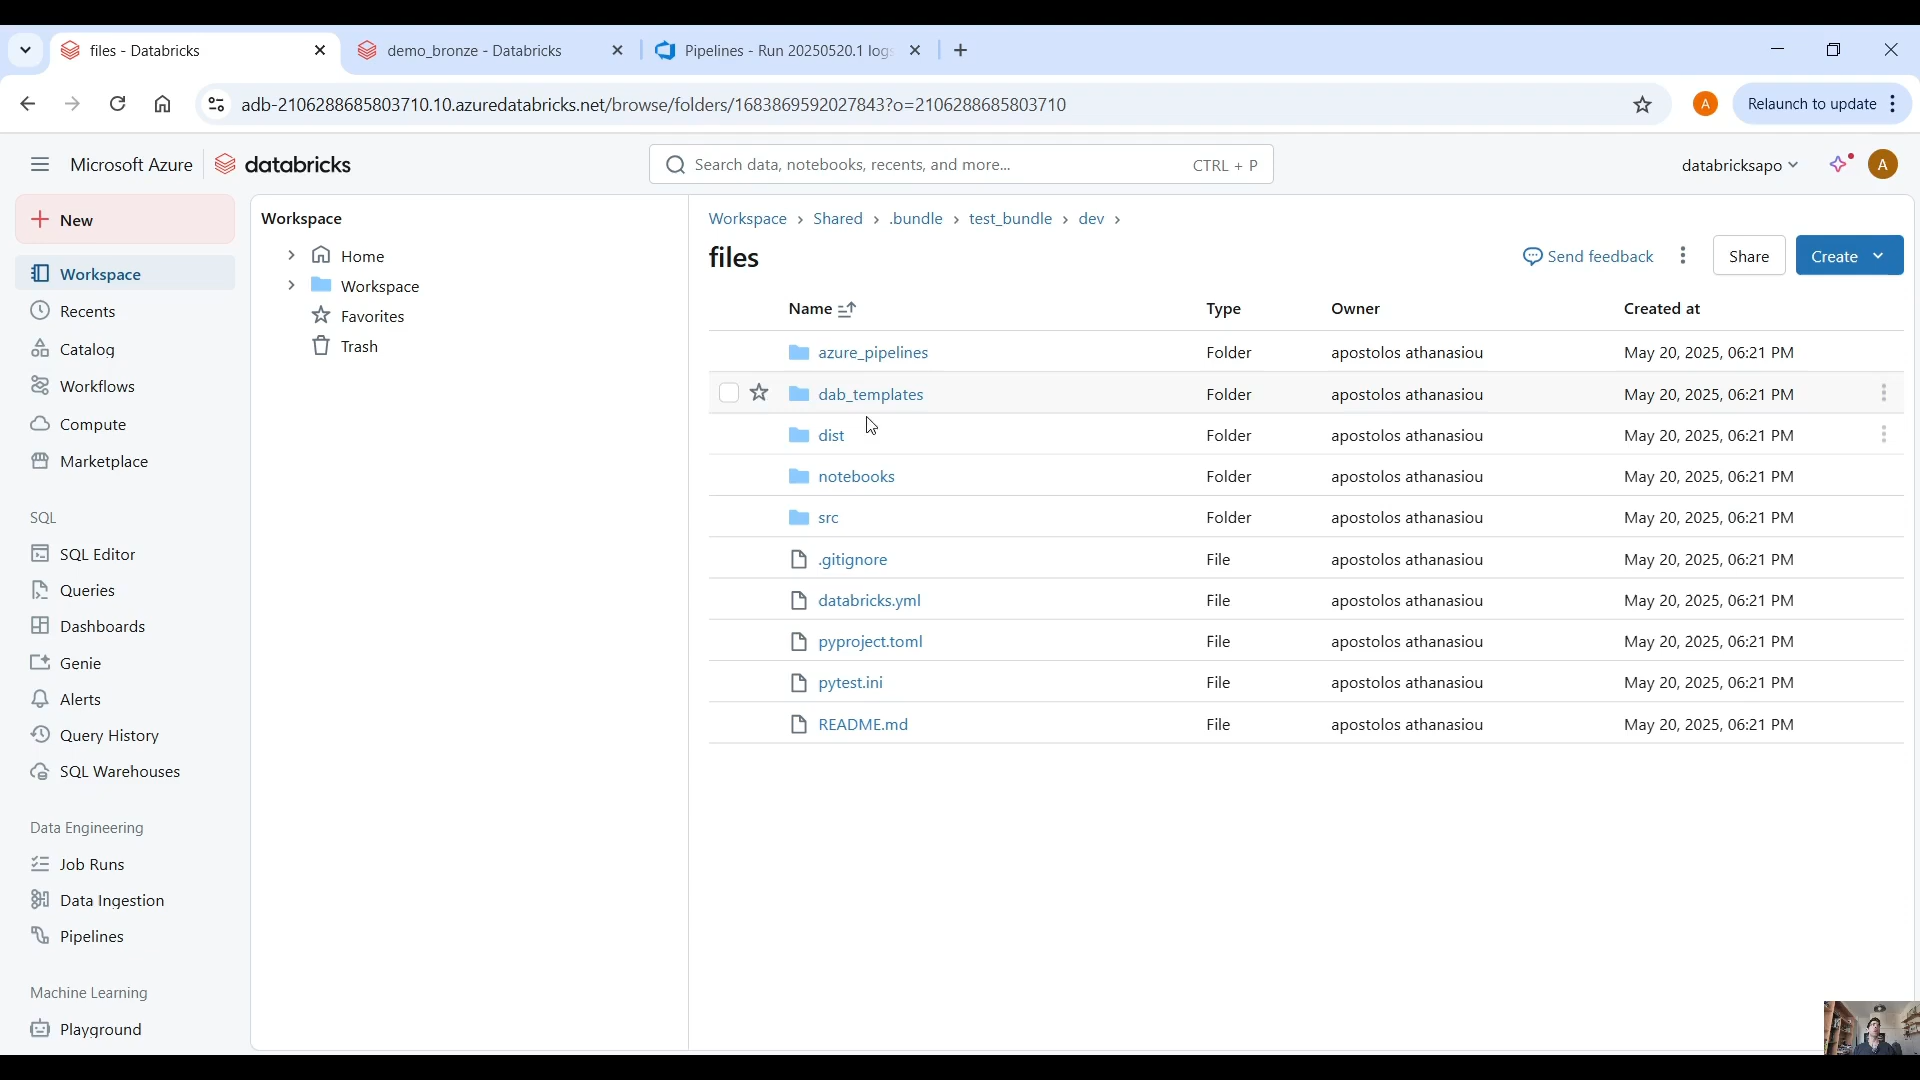 files - Databricks
demo_bronze - Databricks
Pipelines - Run 20250520.1 logs
adb-2106288685803710.10.azuredatabricks.net/browse/folders/1683869592027843?o=2106288685803710
A
Relaunch to update
Microsoft Azure
databricks
Search data, notebooks, recents, and more...
CTRL + P
databricksapo
A
New
Workspace
Recents
Catalog
Workflows
Compute
Marketplace
SQL
SQL Editor
Queries
Dashboards
Genie
Alerts
Query History
SQL Warehouses
Data Engineering
Job Runs
Data Ingestion
Pipelines
Machine Learning
Playground
Workspace
Home
Workspace
Favorites
Trash
Workspace › Shared › .bundle › test_bundle › dev ›
files
Send feedback
Share
Create
Name Type Owner Created at
azure_pipelines Folder apostolos athanasiou May 20, 2025, 06:21 PM
dab_templates Folder apostolos athanasiou May 20, 2025, 06:21 PM
dist Folder apostolos athanasiou May 20, 2025, 06:21 PM
notebooks Folder apostolos athanasiou May 20, 2025, 06:21 PM
src Folder apostolos athanasiou May 20, 2025, 06:21 PM
.gitignore File apostolos athanasiou May 20, 2025, 06:21 PM
databricks.yml File apostolos athanasiou May 20, 2025, 06:21 PM
pyproject.toml File apostolos athanasiou May 20, 2025, 06:21 PM
pytest.ini File apostolos athanasiou May 20, 2025, 06:21 PM
README.md File apostolos athanasiou May 20, 2025, 06:21 PM